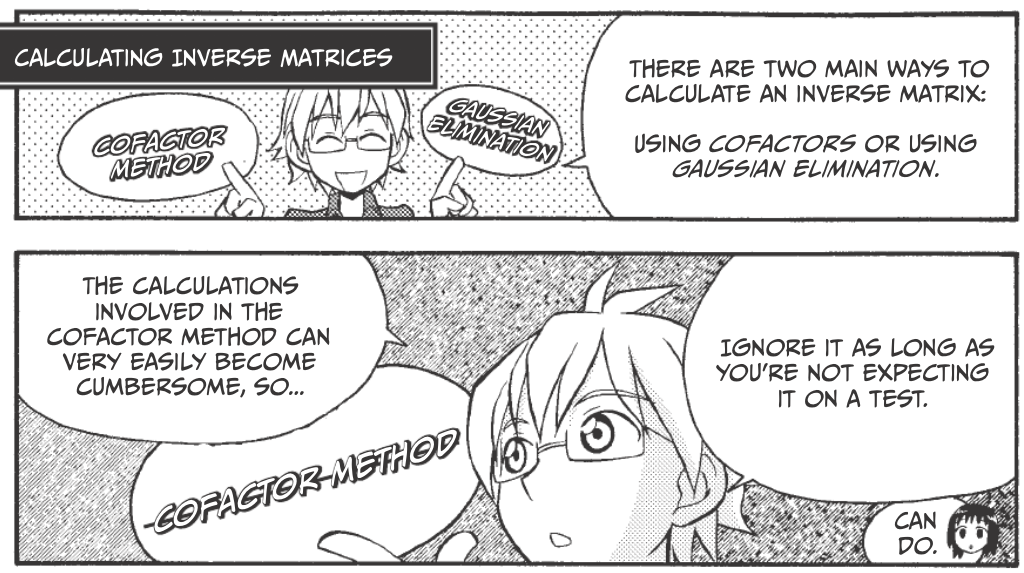 CALCULATING INVERSE MATRICES
COFACTOR
METHOD
GAUSSIAN
ELIMINATION
THERE ARE TWO MAIN WAYS TO
CALCULATE AN INVERSE MATRIX:
USING COFACTORS OR USING
GAUSSIAN ELIMINATION.
THE CALCULATIONS
INVOLVED IN THE
COFACTOR METHOD CAN
VERY EASILY BECOME
CUMBERSOME, SO...
COFACTOR METHOD
IGNORE IT AS LONG AS
YOU'RE NOT EXPECTING
IT ON A TEST.
CAN
DO.